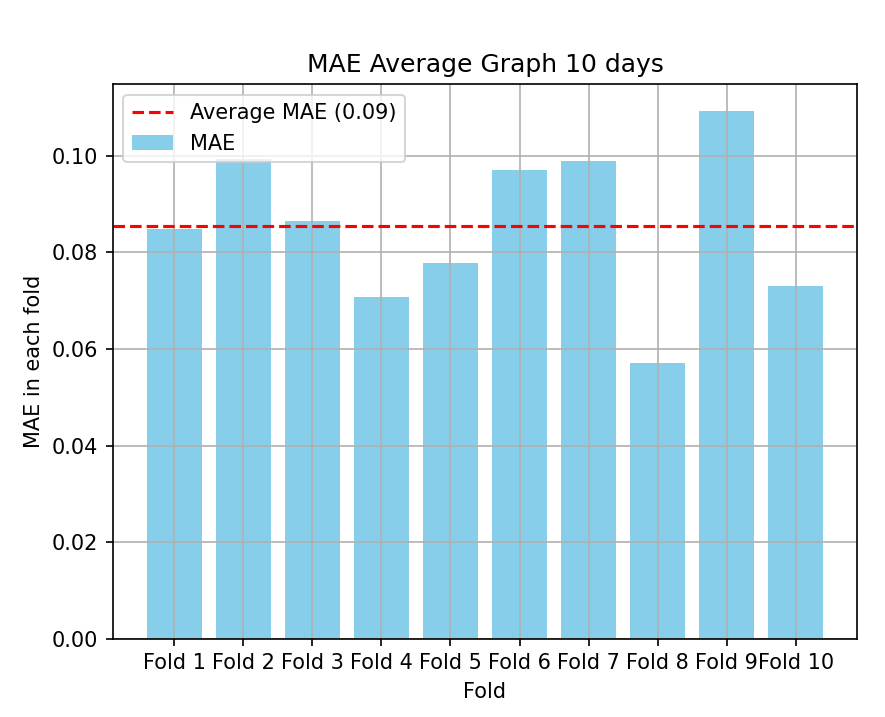 MAE Average Graph 10 days
Average MAE (0.09)
MAE
0.10
0.08
0.06
0.04
0.02
0.00
MAE in each fold
Fold 1 Fold 2 Fold 3 Fold 4 Fold 5 Fold 6 Fold 7 Fold 8 Fold 9 Fold 10
Fold